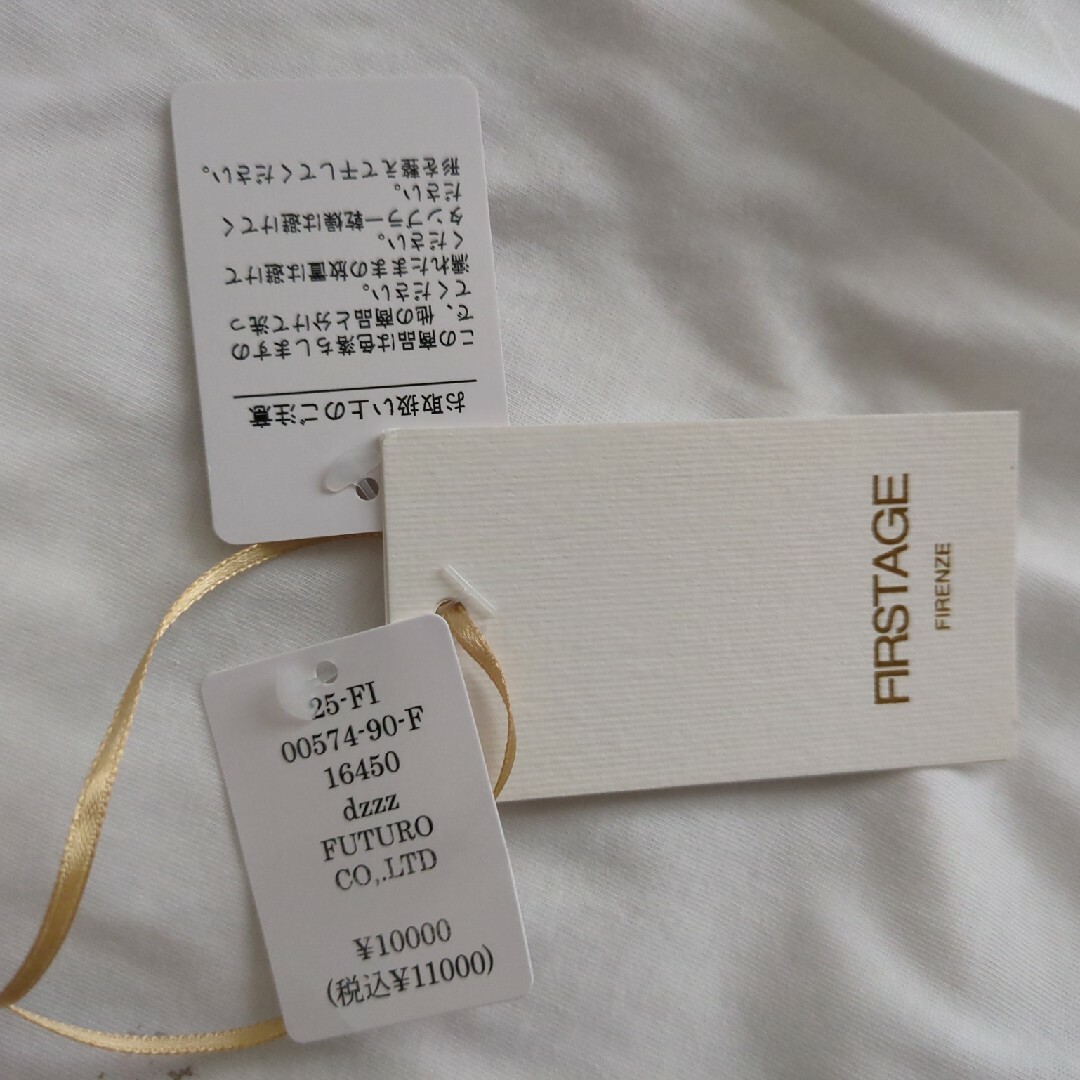 お取扱い上のご注意
この商品は色落ちしますの
で、他の商品と分けて洗っ
てください。
濡れたままの放置は避けて
ください。
タンブラー乾燥は避けてく
ださい。
形を整えて干してください。
FIRSTAGE
FIRENZE
25-FI
00574-90-F
16450
dzzz
FUTURO
CO,.LTD
¥10000
(税込¥11000)